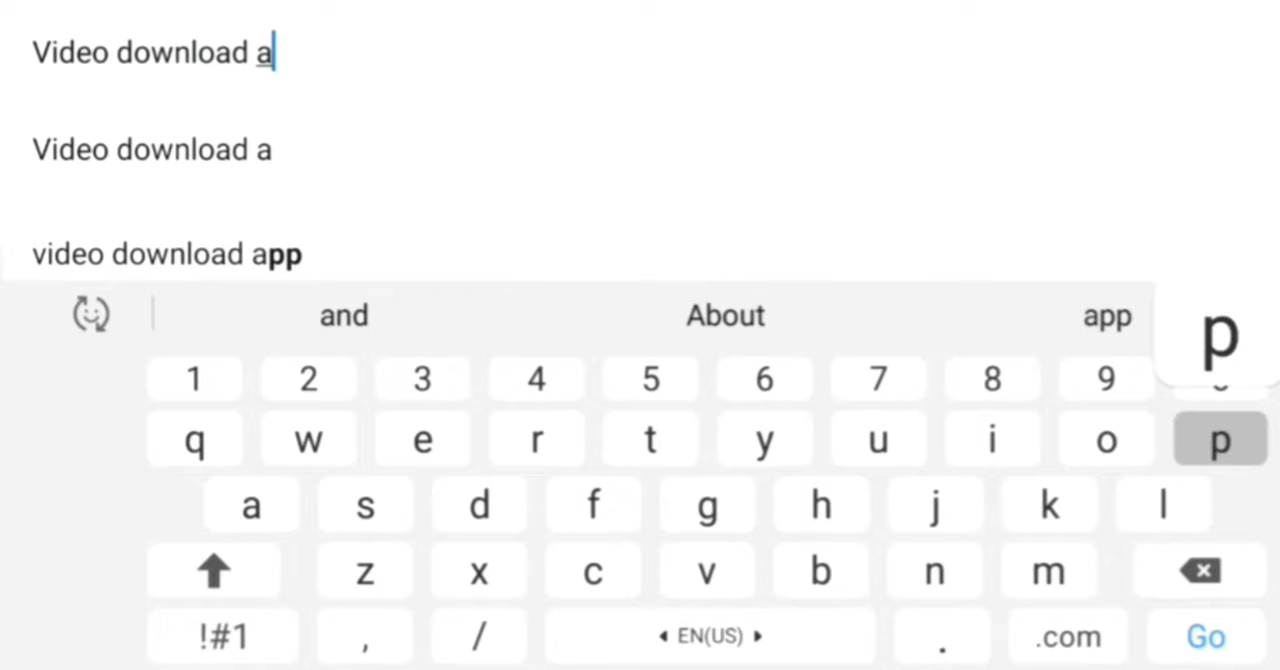 Video download a
Video download a
video download app
and About app p
1 2 3 4 5 6 7 8 9
q w e r t y u i o p
a s d f g h j k l
z x c v b n m
!#1 , / EN(US) . .com Go